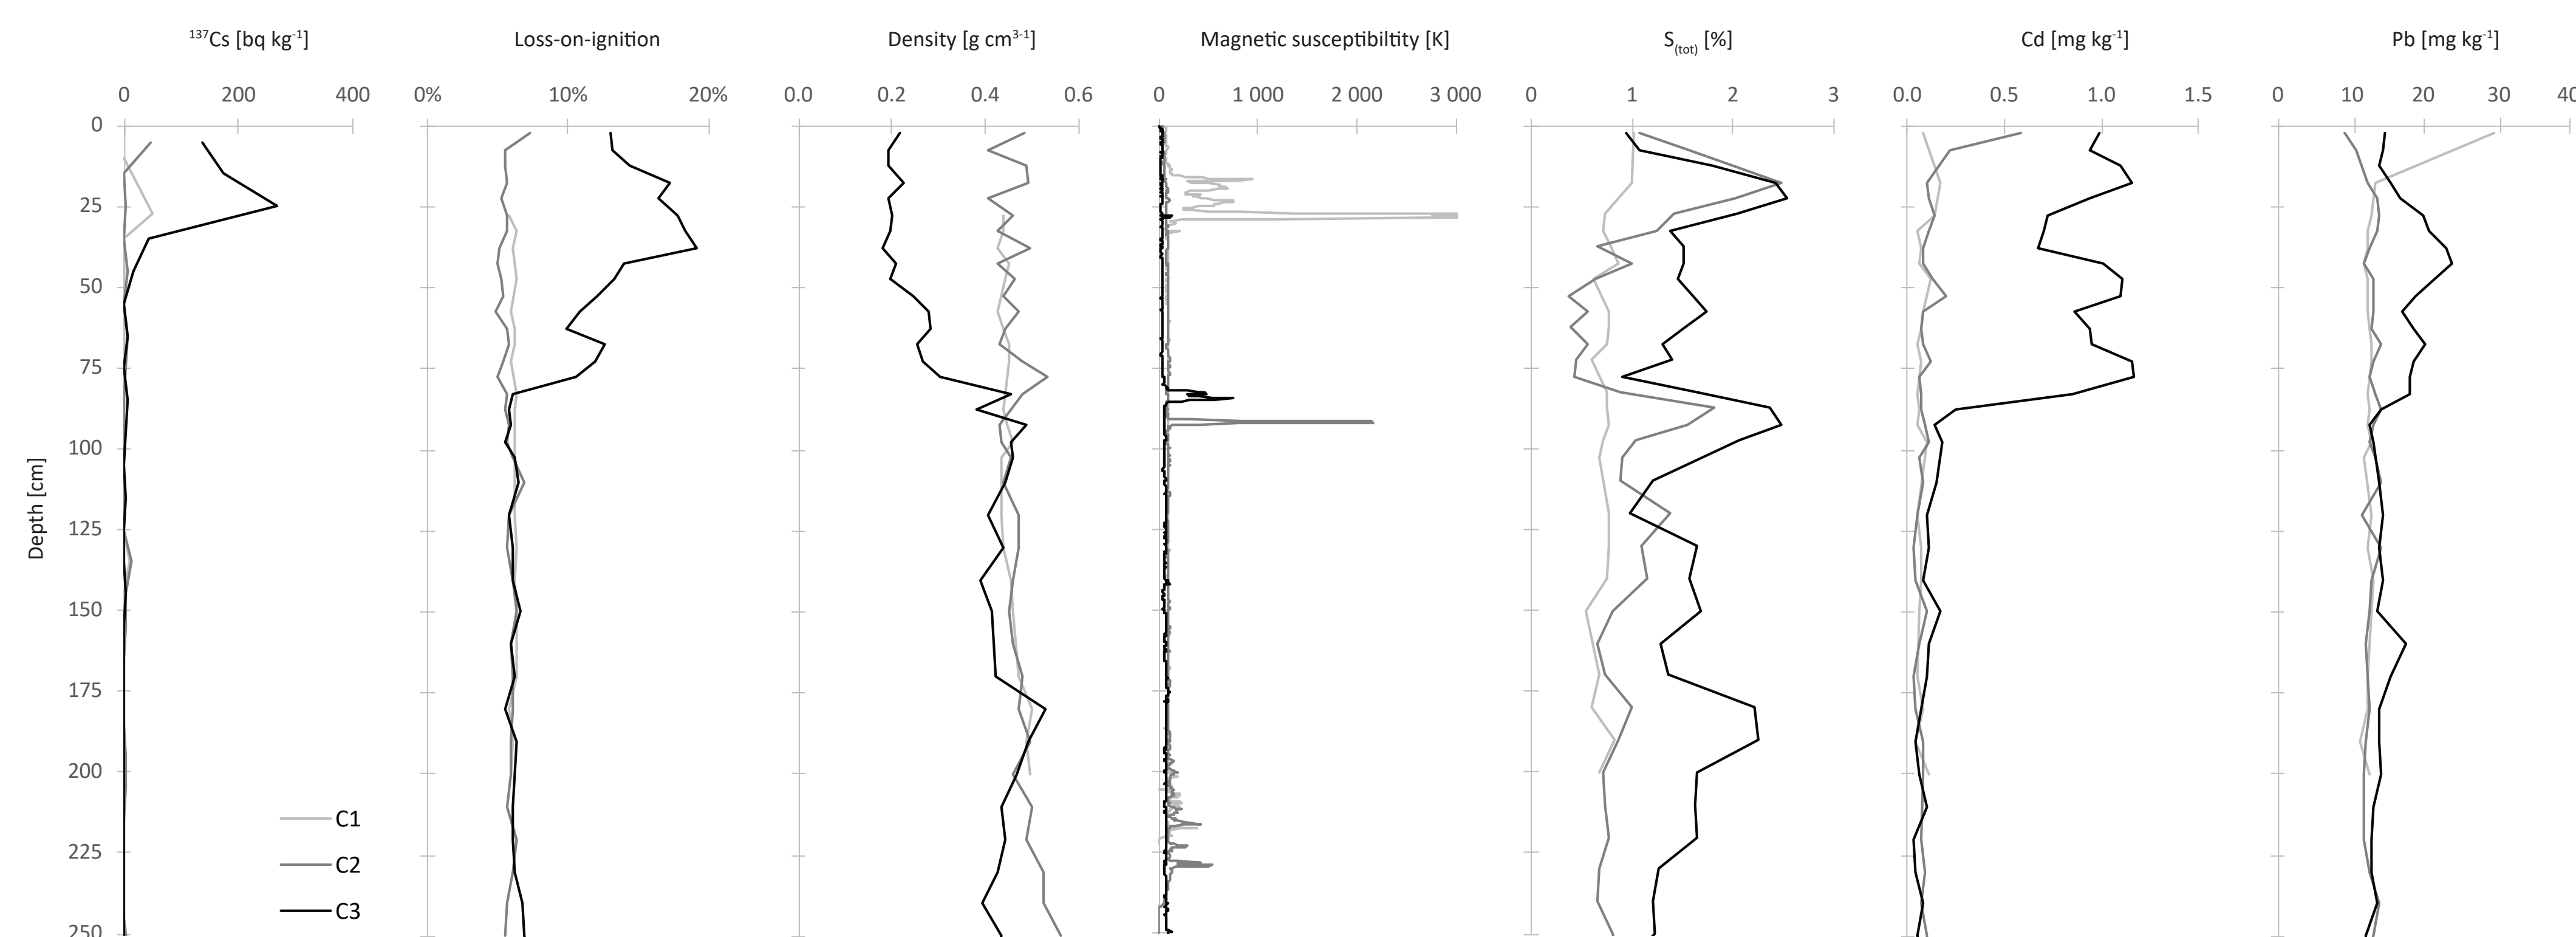 ¹³⁷Cs [bq kg⁻¹]
Loss-on-ignition
Density [g cm³⁻¹]
Magnetic susceptibiltity [K]
S(tot) [%]
Cd [mg kg⁻¹]
Pb [mg kg⁻¹]
0 200 400
0% 10% 20%
0.0 0.2 0.4 0.6
0 1 000 2 000 3 000
0 1 2 3
0.0 0.5 1.0 1.5
0 10 20 30 40
0
25
50
75
100
125
150
175
200
225
250
Depth [cm]
C1
C2
C3